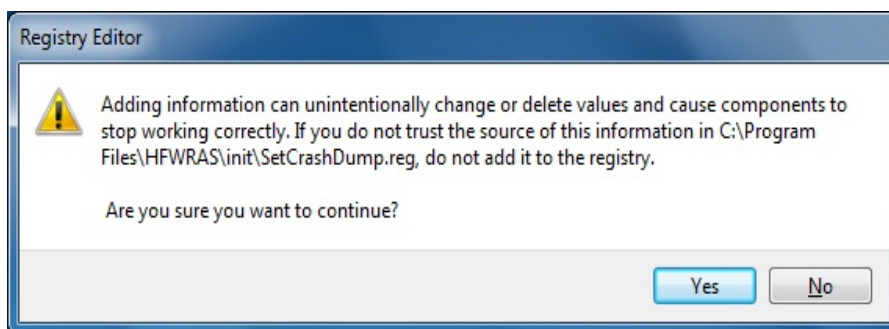 Registry Editor
Adding information can unintentionally change or delete values and cause components to
stop working correctly. If you do not trust the source of this information in C:\Program
Files\HFWRAS\init\SetCrashDump.reg, do not add it to the registry.
Are you sure you want to continue?
Yes No